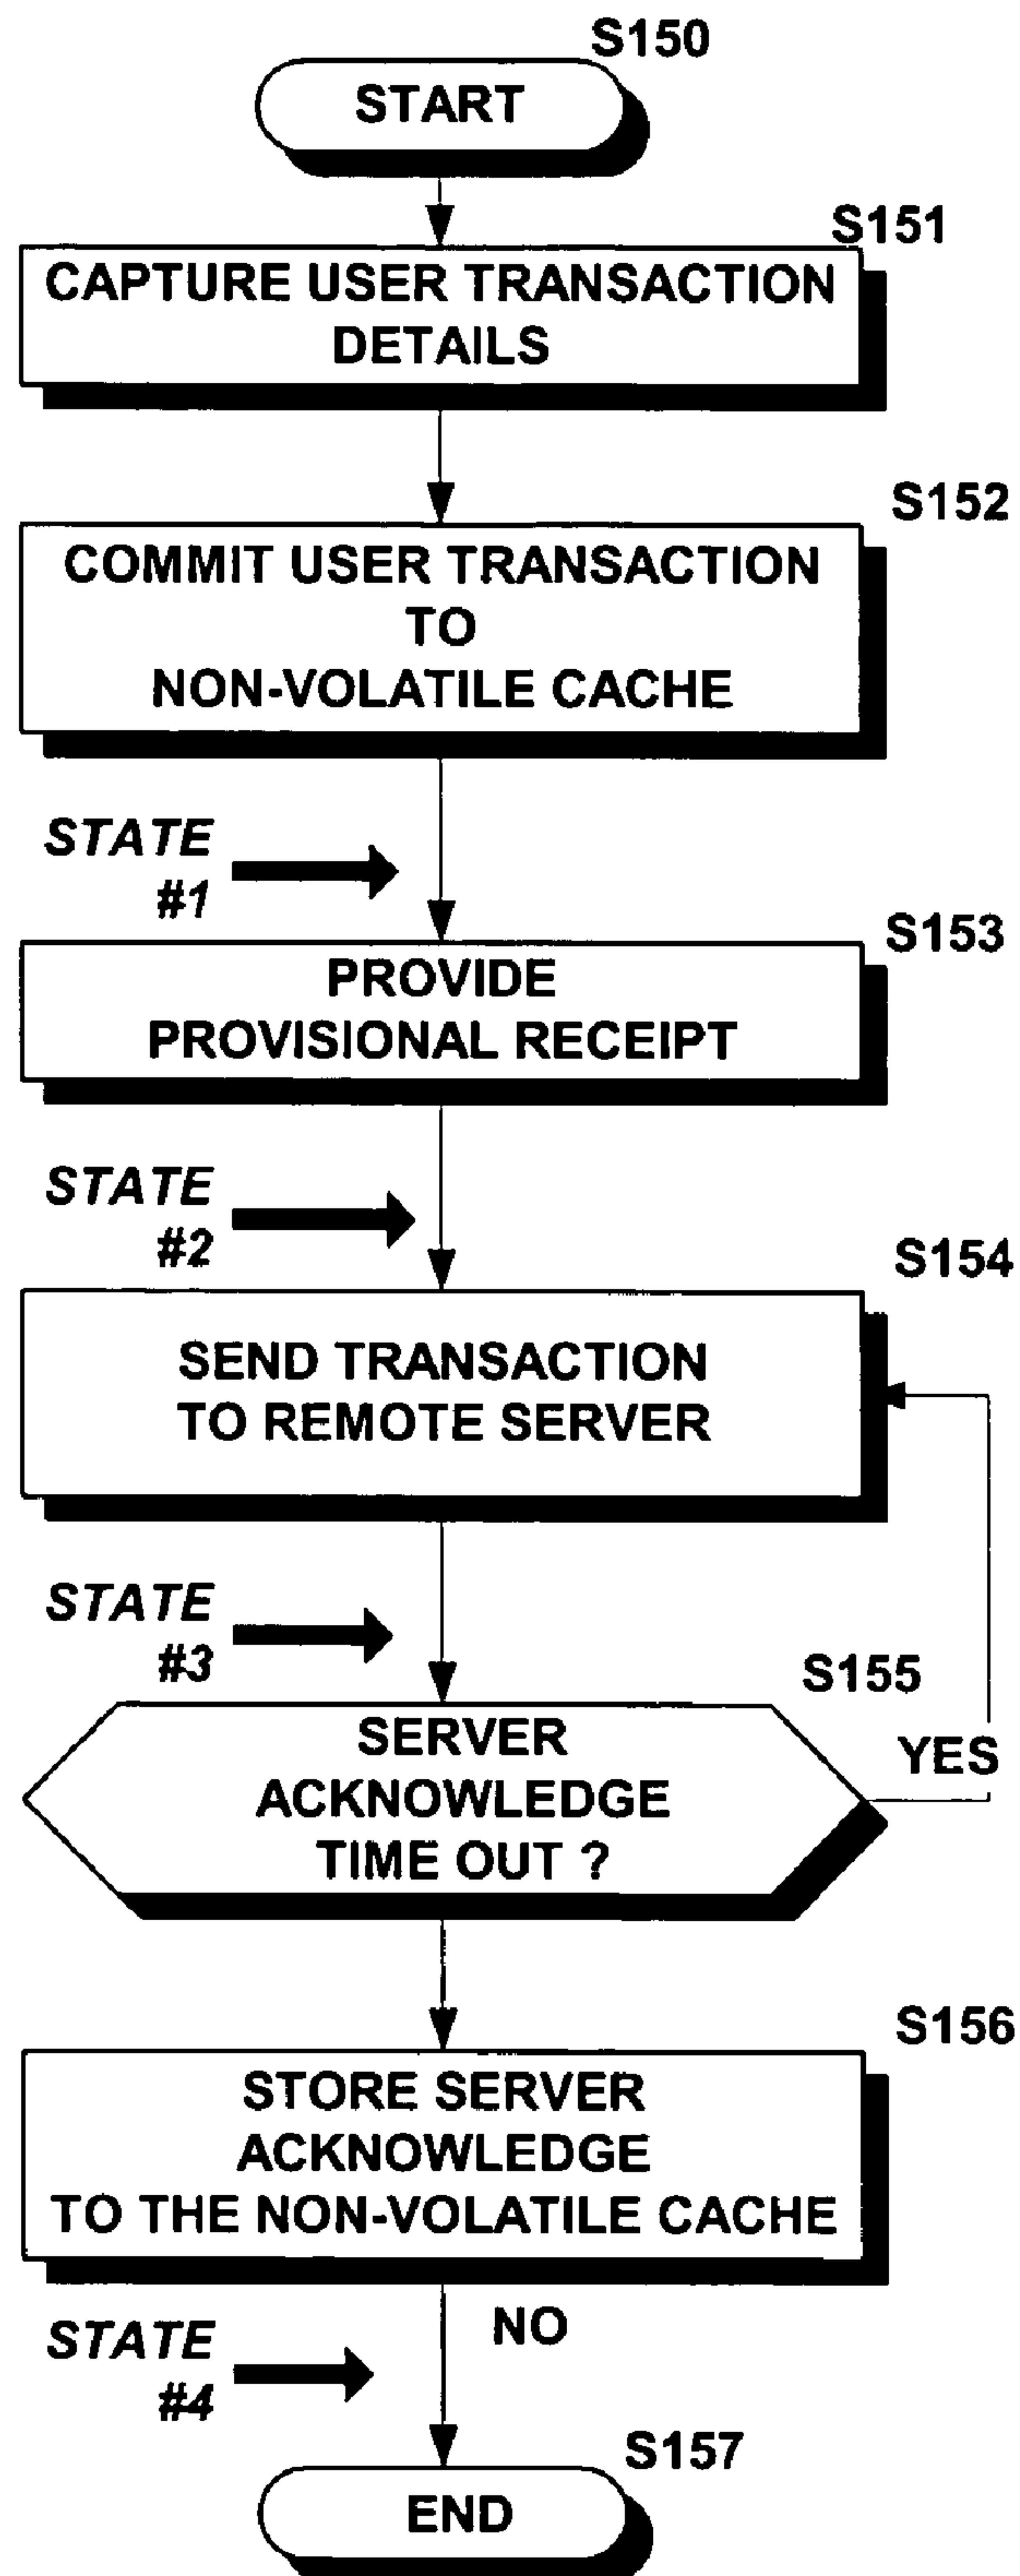 S150
START
S151
CAPTURE USER TRANSACTION
DETAILS
S152
COMMIT USER TRANSACTION
TO
NON-VOLATILE CACHE
STATE
#1
S153
PROVIDE
PROVISIONAL RECEIPT
STATE
#2
S154
SEND TRANSACTION
TO REMOTE SERVER
STATE
#3
S155
SERVER
ACKNOWLEDGE
TIME OUT ?
YES
S156
STORE SERVER
ACKNOWLEDGE
TO THE NON-VOLATILE CACHE
NO
STATE
#4
S157
END